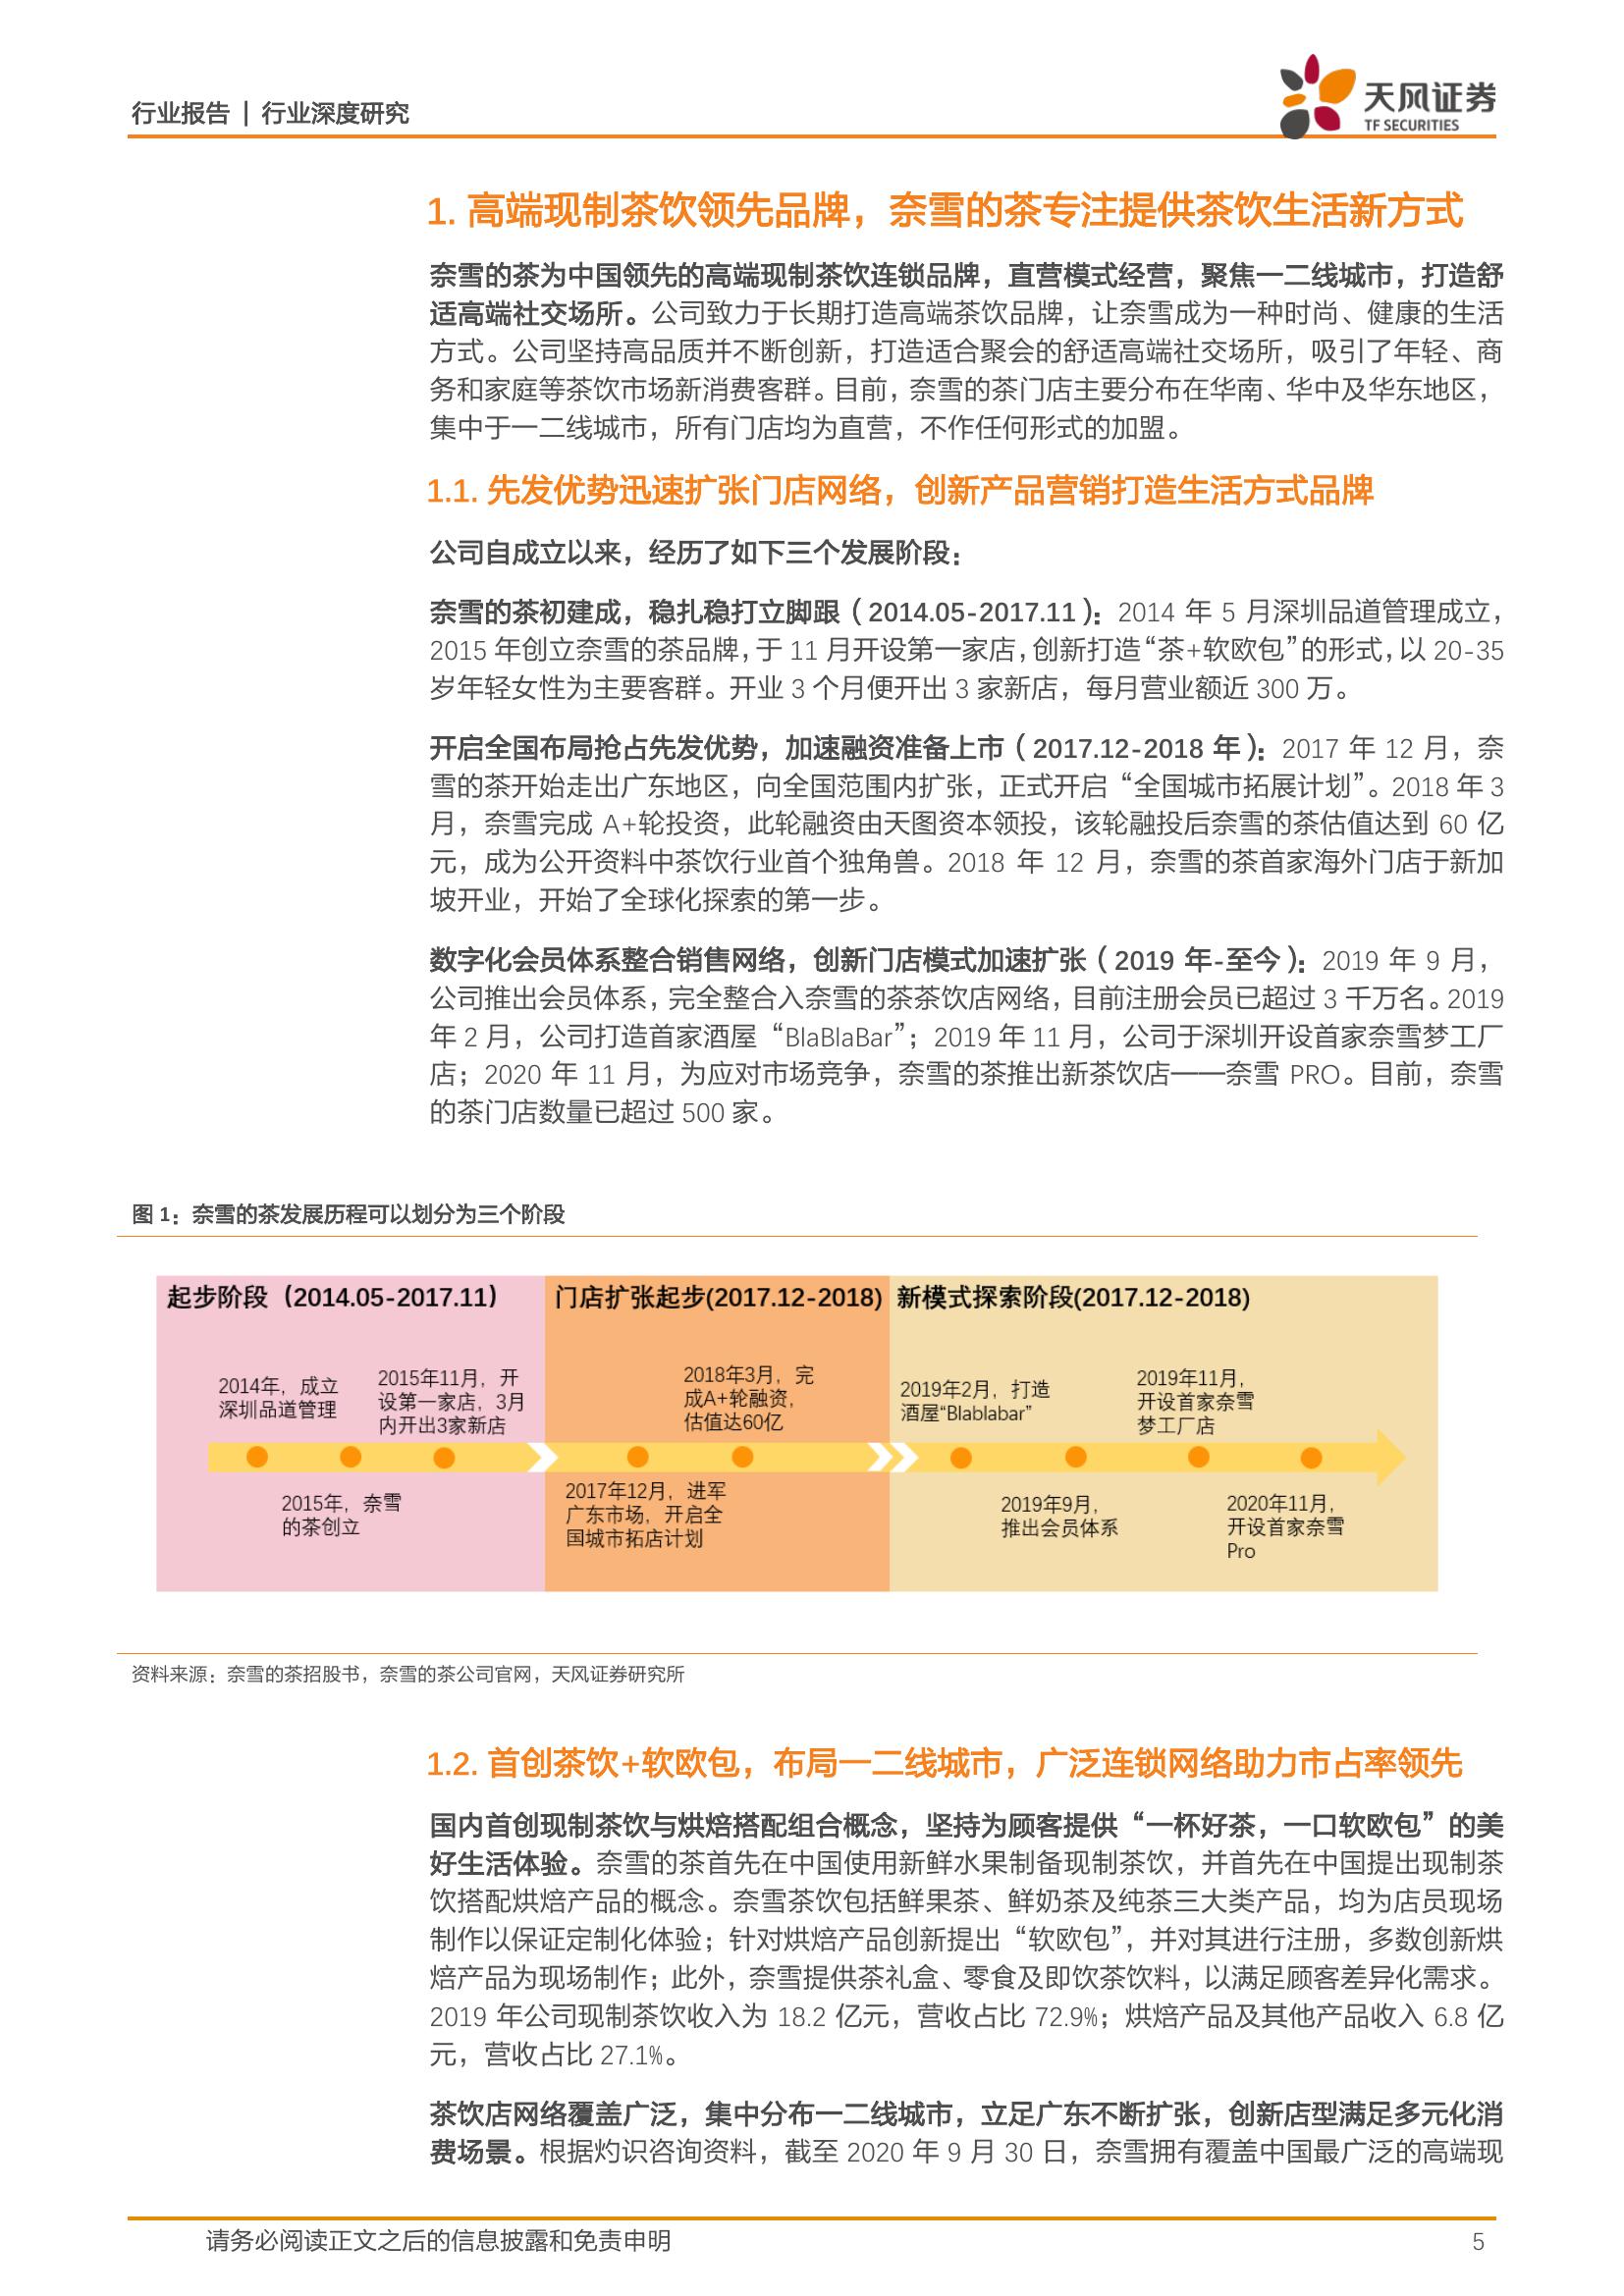 行业报告 | 行业深度研究
天风证券
TF SECURITIES
1. 高端现制茶饮领先品牌，奈雪的茶专注提供茶饮生活新方式
奈雪的茶为中国领先的高端现制茶饮连锁品牌，直营模式经营，聚焦一二线城市，打造舒
适高端社交场所。公司致力于长期打造高端茶饮品牌，让奈雪成为一种时尚、健康的生活
方式。公司坚持高品质并不断创新，打造适合聚会的舒适高端社交场所，吸引了年轻、商
务和家庭等茶饮市场新消费客群。目前，奈雪的茶门店主要分布在华南、华中及华东地区，
集中于一二线城市，所有门店均为直营，不作任何形式的加盟。
1.1. 先发优势迅速扩张门店网络，创新产品营销打造生活方式品牌
公司自成立以来，经历了如下三个发展阶段：
奈雪的茶初建成，稳扎稳打立脚跟（2014.05-2017.11）：2014 年 5 月深圳品道管理成立，
2015 年创立奈雪的茶品牌，于 11 月开设第一家店，创新打造“茶+软欧包”的形式，以 20-35
岁年轻女性为主要客群。开业 3 个月便开出 3 家新店，每月营业额近 300 万。
开启全国布局抢占先发优势，加速融资准备上市（2017.12-2018 年）：2017 年 12 月，奈
雪的茶开始走出广东地区，向全国范围内扩张，正式开启“全国城市拓展计划”。2018 年 3
月，奈雪完成 A+轮投资，此轮融资由天图资本领投，该轮融投后奈雪的茶估值达到 60 亿
元，成为公开资料中茶饮行业首个独角兽。2018 年 12 月，奈雪的茶首家海外门店于新加
坡开业，开始了全球化探索的第一步。
数字化会员体系整合销售网络，创新门店模式加速扩张（2019 年-至今）：2019 年 9 月，
公司推出会员体系，完全整合入奈雪的茶茶饮店网络，目前注册会员已超过 3 千万名。2019
年 2 月，公司打造首家酒屋“BlaBlaBar”；2019 年 11 月，公司于深圳开设首家奈雪梦工厂
店；2020 年 11 月，为应对市场竞争，奈雪的茶推出新茶饮店——奈雪 PRO。目前，奈雪
的茶门店数量已超过 500 家。
图 1：奈雪的茶发展历程可以划分为三个阶段
起步阶段（2014.05-2017.11）
门店扩张起步(2017.12-2018)
新模式探索阶段(2017.12-2018)
2014年，成立
深圳品道管理
2015年11月，开
设第一家店，3月
内开出3家新店
2018年3月，完
成A+轮融资，
估值达60亿
2019年2月，打造
酒屋“Blablabar”
2019年11月，
开设首家奈雪
梦工厂店
2015年，奈雪
的茶创立
2017年12月，进军
广东市场，开启全
国城市拓店计划
2019年9月，
推出会员体系
2020年11月，
开设首家奈雪
Pro
资料来源：奈雪的茶招股书，奈雪的茶公司官网，天风证券研究所
1.2. 首创茶饮+软欧包，布局一二线城市，广泛连锁网络助力市占率领先
国内首创现制茶饮与烘焙搭配组合概念，坚持为顾客提供“一杯好茶，一口软欧包”的美
好生活体验。奈雪的茶首先在中国使用新鲜水果制备现制茶饮，并首先在中国提出现制茶
饮搭配烘焙产品的概念。奈雪茶饮包括鲜果茶、鲜奶茶及纯茶三大类产品，均为店员现场
制作以保证定制化体验；针对烘焙产品创新提出“软欧包”，并对其进行注册，多数创新烘
焙产品为现场制作；此外，奈雪提供茶礼盒、零食及即饮茶饮料，以满足顾客差异化需求。
2019 年公司现制茶饮收入为 18.2 亿元，营收占比 72.9%；烘焙产品及其他产品收入 6.8 亿
元，营收占比 27.1%。
茶饮店网络覆盖广泛，集中分布一二线城市，立足广东不断扩张，创新店型满足多元化消
费场景。根据灼识咨询资料，截至 2020 年 9 月 30 日，奈雪拥有覆盖中国最广泛的高端现
请务必阅读正文之后的信息披露和免责申明
5